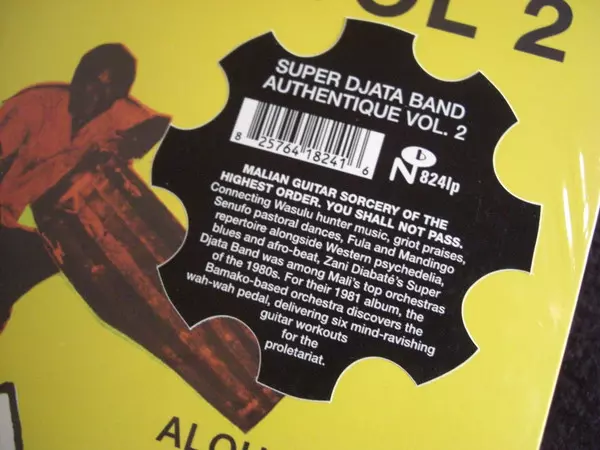 VOL 2
SUPER DJATA BAND
AUTHENTIQUE VOL. 2
8 25764 18241 6
N D 824lp
MALIAN GUITAR SORCERY OF THE
HIGHEST ORDER. YOU SHALL NOT PASS.
Connecting Wasulu hunter music, griot praises,
Senufo pastoral dances, Fula and Mandingo
repertoire alongside Western psychedelia,
blues and afro-beat, Zani Diabaté's Super
Djata Band was among Mali's top orchestras
of the 1980s. For their 1981 album, the
Bamako-based orchestra discovers the
wah-wah pedal, delivering six mind-ravishing
guitar workouts
for the
proletariat.